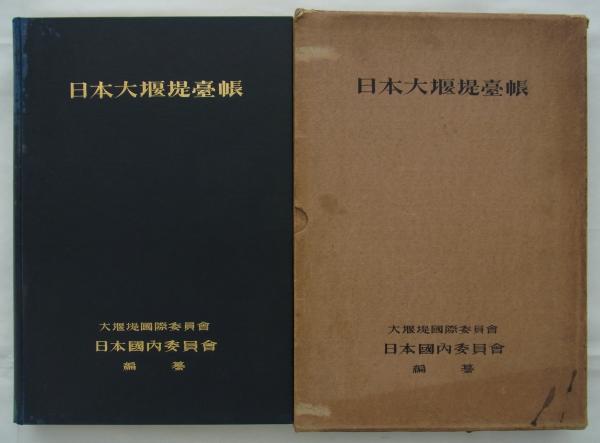 日本大堰堤臺帳
大堰堤國際委員會
日本國內委員會
編纂
日本大堰堤臺帳
大堰堤國際委員會
日本國內委員會
編纂